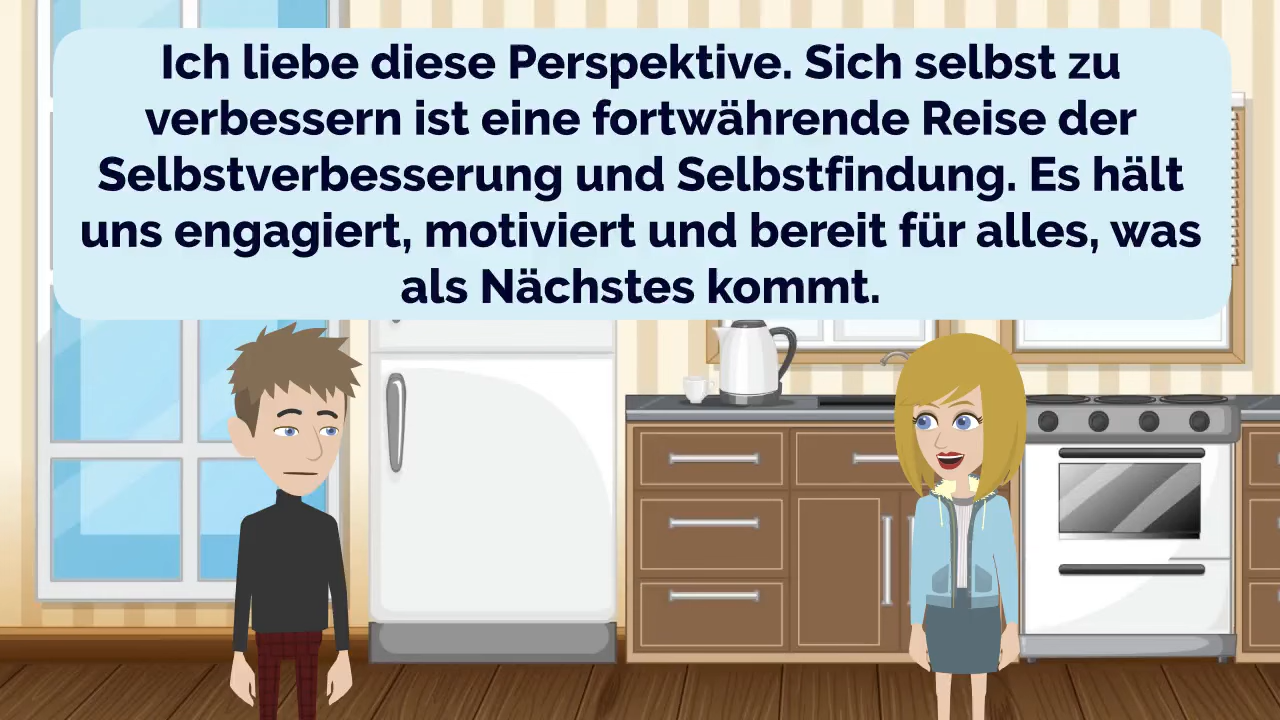 Ich liebe diese Perspektive. Sich selbst zu
verbessern ist eine fortwährende Reise der
Selbstverbesserung und Selbstfindung. Es hält
uns engagiert, motiviert und bereit für alles, was
als Nächstes kommt.